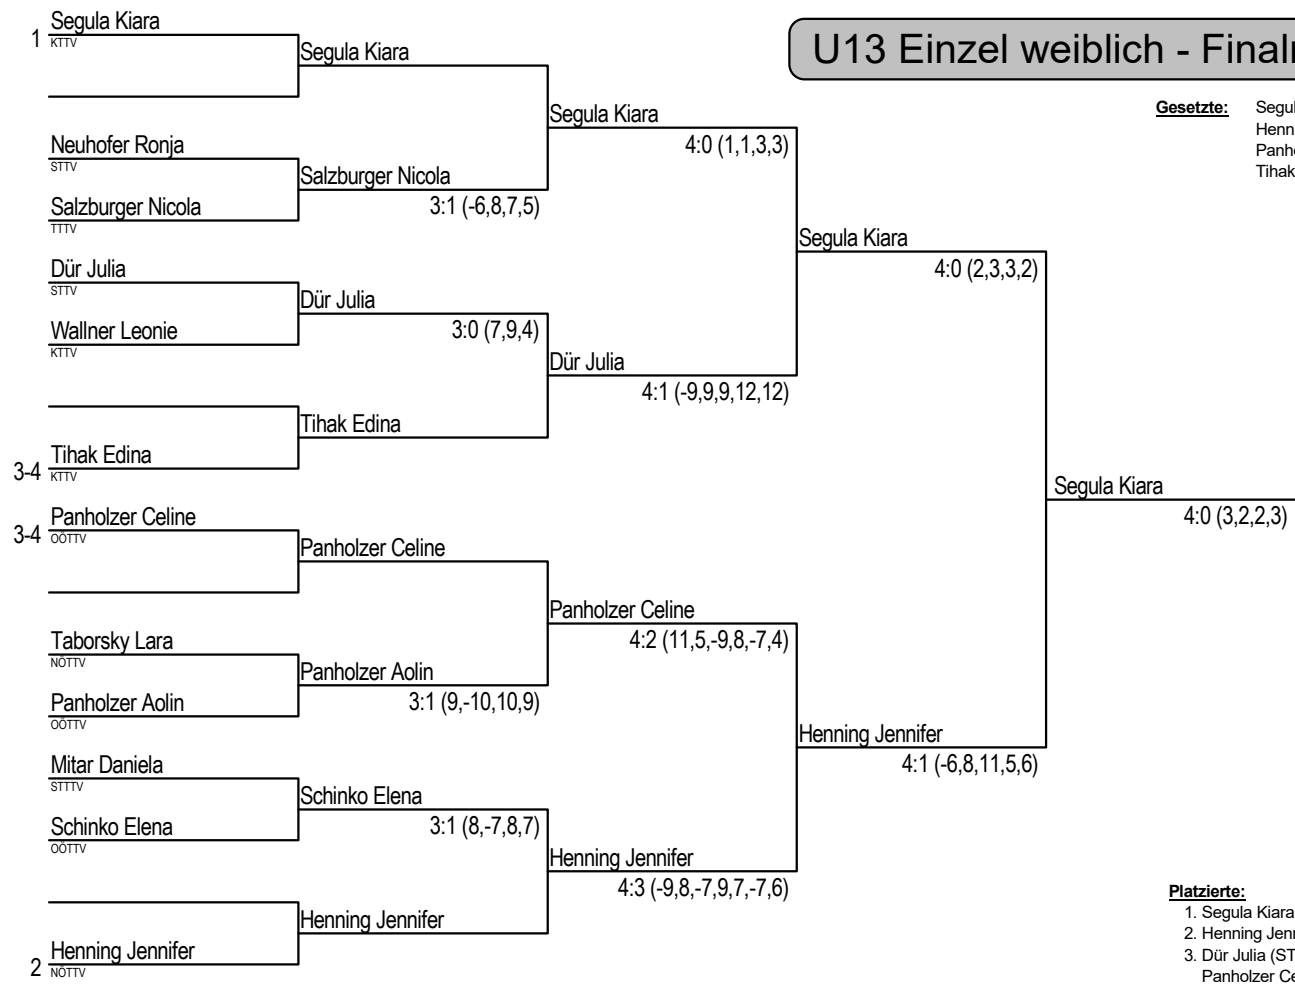 Segula Kiara
1 KTTV
Segula Kiara
U13 Einzel weiblich -
Gesetzte:
Segula Kiara
4:0 (1,1,3,3)
Neuhofer Ronja
STTV
Salzburger Nicola
3:1 (-6,8,7,5)
Salzburger Nicola
TTTV
Segula Kiara
4:0 (2,3,3,2)
Dür Julia
STTV
Dür Julia
3:0 (7,9,4)
Wallner Leonie
KTTV
Dür Julia
4:1 (-9,9,9,12,12)
Tihak Edina
Tihak Edina
3-4 KTTV
Segula Kiara
4:0 (3,2,2,3)
Panholzer Celine
3-4 OÖTTV
Panholzer Celine
Panholzer Celine
4:2 (11,5,-9,8,-7,4)
Taborsky Lara
NÖTTV
Panholzer Aolin
3:1 (9,-10,10,9)
Panholzer Aolin
OÖTTV
Henning Jennifer
4:1 (-6,8,11,5,6)
Mitar Daniela
STTTV
Schinko Elena
3:1 (8,-7,8,7)
Schinko Elena
OÖTTV
Henning Jennifer
4:3 (-9,8,-7,9,7,-7,6)
Henning Jennifer
Henning Jennifer
2 NÖTTV
Platzierte:
1. Segula Kiara
2. Henning
3. Dür Julia
Panholzer